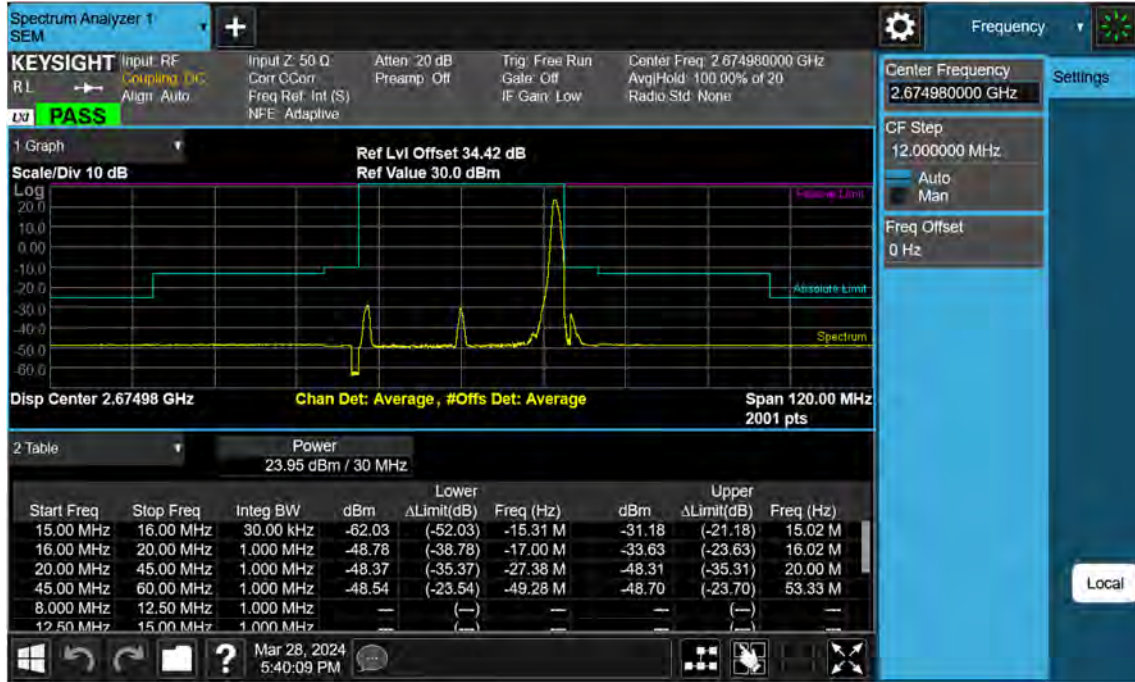 Spectrum Analyzer 1
SEM
Frequency
KEYSIGHT
RL
LXI PASS
Input: RF
Coupling: DC
Align: Auto
Input Z: 50 Ω
Corr CCorr
Freq Ref: Int (S)
NFE: Adaptive
Atten: 20 dB
Preamp: Off
Trig: Free Run
Gate: Off
IF Gain: Low
Center Freq: 2.674980000 GHz
Avg|Hold: 100.00% of 20
Radio Std: None
Center Frequency
2.674980000 GHz
Settings
CF Step
12.000000 MHz
Auto
Man
Freq Offset
0 Hz
1 Graph
Scale/Div 10 dB
Ref Lvl Offset 34.42 dB
Ref Value 30.0 dBm
Log
Relative Limit
20.0
10.0
0.00
-10.0
-20.0
Absolute Limit
-30.0
-40.0
Spectrum
-50.0
-60.0
Disp Center 2.67498 GHz
Chan Det: Average, #Offs Det: Average
Span 120.00 MHz
2001 pts
2 Table
Power
23.95 dBm / 30 MHz
Lower Upper
Start Freq Stop Freq Integ BW dBm ΔLimit(dB) Freq (Hz) dBm ΔLimit(dB) Freq (Hz)
15.00 MHz 16.00 MHz 30.00 kHz -62.03 (-52.03) -15.31 M -31.18 (-21.18) 15.02 M
16.00 MHz 20.00 MHz 1.000 MHz -48.78 (-38.78) -17.00 M -33.63 (-23.63) 16.02 M
20.00 MHz 45.00 MHz 1.000 MHz -48.37 (-35.37) -27.38 M -48.31 (-35.31) 20.00 M
45.00 MHz 60.00 MHz 1.000 MHz -48.54 (-23.54) -49.28 M -48.70 (-23.70) 53.33 M
8.000 MHz 12.50 MHz 1.000 MHz — (—) — — (—) —
12.50 MHz 15.00 MHz 1.000 MHz — (—) — — (—) —
Local
?
Mar 28, 2024
5:40:09 PM